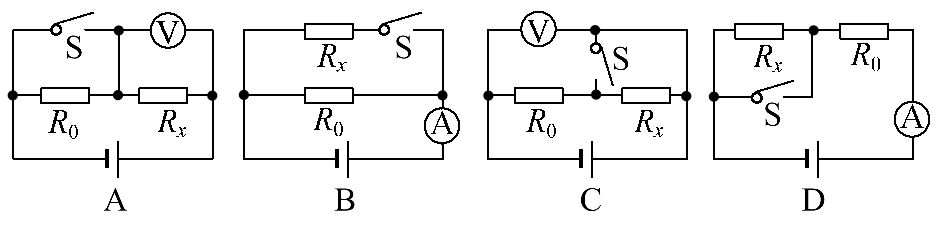 S V
R₀ Rₓ
A
Rₓ S
R₀ A
B
V S
R₀ Rₓ
C
Rₓ R₀
S A
D